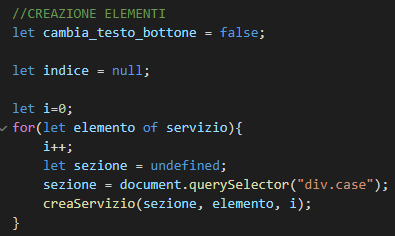 //CREAZIONE ELEMENTI
let cambia_testo_bottone = false;
let indice = null;
let i=0;
for(let elemento of servizio){
i++;
let sezione = undefined;
sezione = document.querySelector("div.case");
creaServizio(sezione, elemento, i);
}